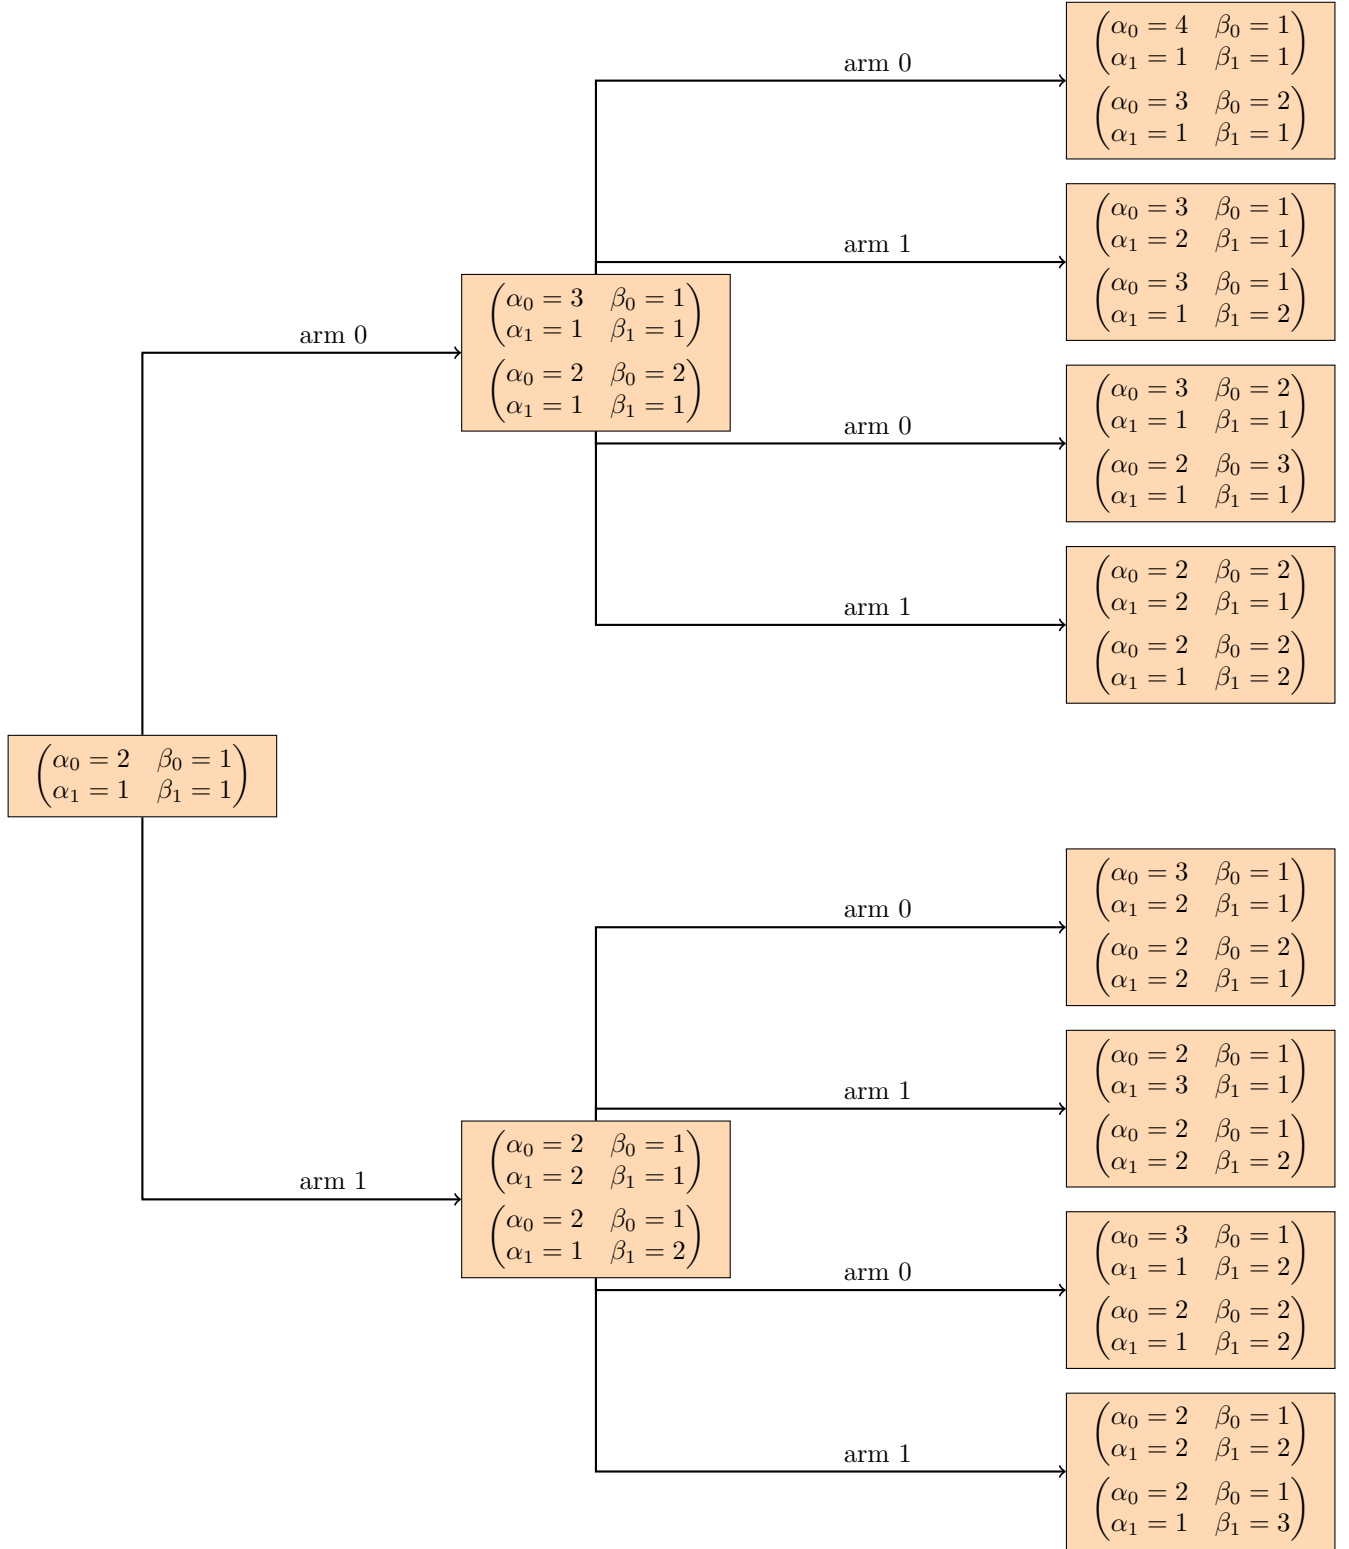 α₀ = 4 β₀ = 1
α₁ = 1 β₁ = 1
α₀ = 3 β₀ = 2
α₁ = 1 β₁ = 1
arm 0
α₀ = 3 β₀ = 1
α₁ = 2 β₁ = 1
α₀ = 3 β₀ = 1
α₁ = 1 β₁ = 2
arm 1
α₀ = 3 β₀ = 1
α₁ = 1 β₁ = 1
α₀ = 2 β₀ = 2
α₁ = 1 β₁ = 1
arm 0
α₀ = 3 β₀ = 2
α₁ = 1 β₁ = 1
α₀ = 2 β₀ = 3
α₁ = 1 β₁ = 1
arm 0
α₀ = 2 β₀ = 2
α₁ = 2 β₁ = 1
α₀ = 2 β₀ = 2
α₁ = 1 β₁ = 2
arm 1
α₀ = 2 β₀ = 1
α₁ = 1 β₁ = 1
α₀ = 3 β₀ = 1
α₁ = 2 β₁ = 1
α₀ = 2 β₀ = 2
α₁ = 2 β₁ = 1
arm 0
α₀ = 2 β₀ = 1
α₁ = 3 β₁ = 1
α₀ = 2 β₀ = 1
α₁ = 2 β₁ = 2
arm 1
α₀ = 2 β₀ = 1
α₁ = 2 β₁ = 1
α₀ = 2 β₀ = 1
α₁ = 1 β₁ = 2
arm 1
α₀ = 3 β₀ = 1
α₁ = 1 β₁ = 2
α₀ = 2 β₀ = 2
α₁ = 1 β₁ = 2
arm 0
α₀ = 2 β₀ = 1
α₁ = 2 β₁ = 2
α₀ = 2 β₀ = 1
α₁ = 1 β₁ = 3
arm 1